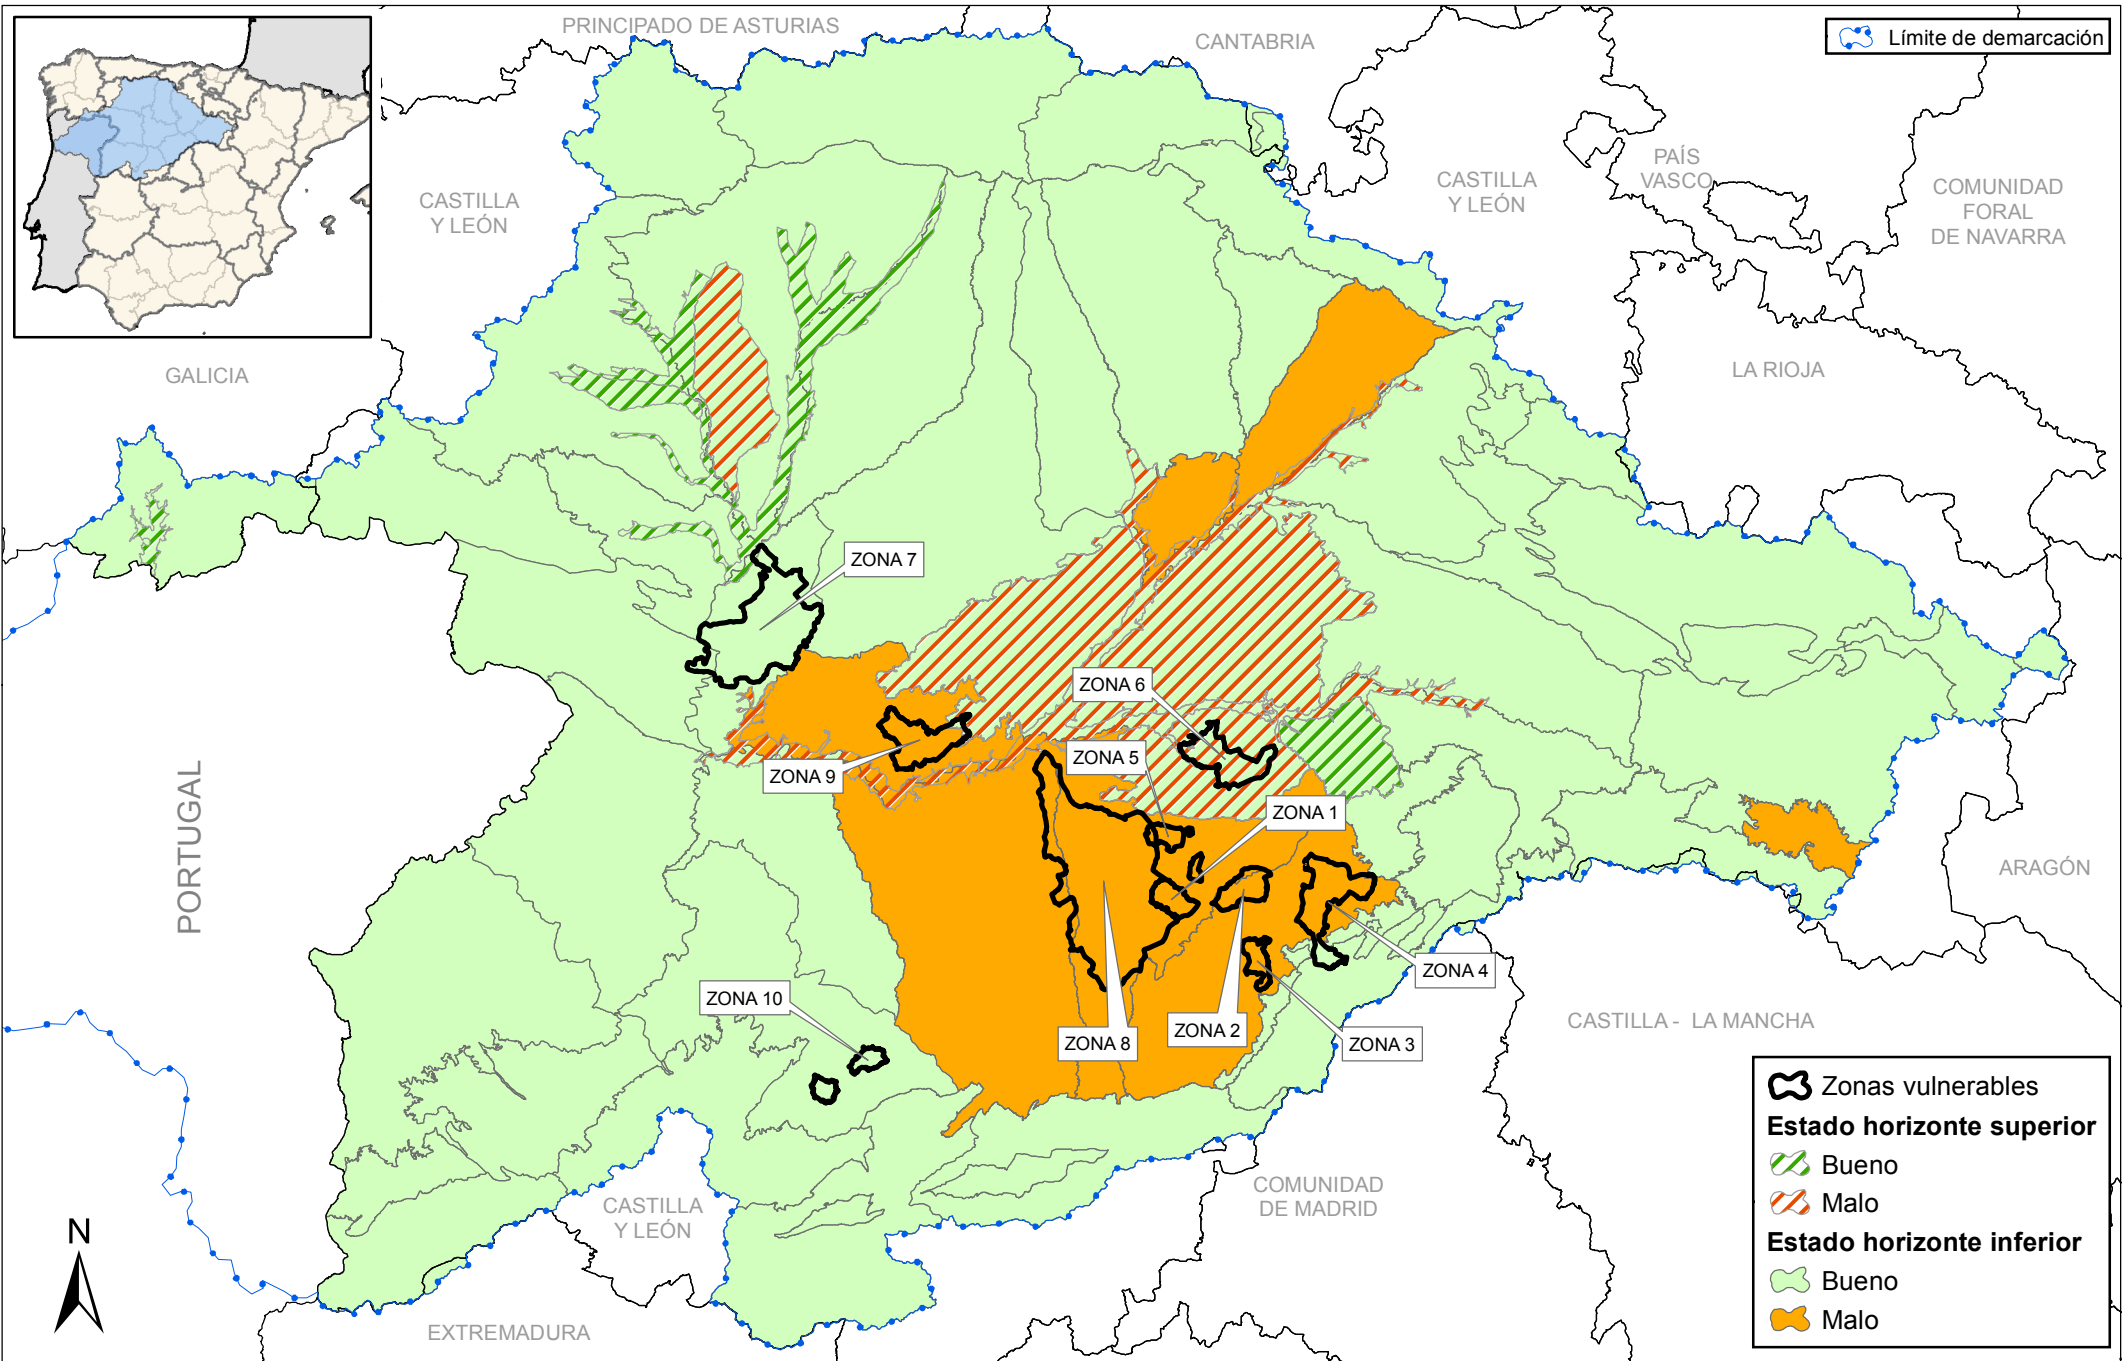 PRINCIPADO DE ASTURIAS
CANTABRIA
Límite de demarcación
CASTILLA
Y LEÓN
CASTILLA
Y LEÓN
PAÍS
VASCO
COMUNIDAD
FORAL
DE NAVARRA
GALICIA
LA RIOJA
ZONA 7
ZONA 6
ZONA 5
ZONA 9
ZONA 1
PORTUGAL
ARAGÓN
ZONA 4
ZONA 10
ZONA 8
ZONA 2
ZONA 3
CASTILLA - LA MANCHA
CASTILLA
Y LEÓN
COMUNIDAD
DE MADRID
EXTREMADURA
N
Zonas vulnerables
Estado horizonte superior
Bueno
Malo
Estado horizonte inferior
Bueno
Malo